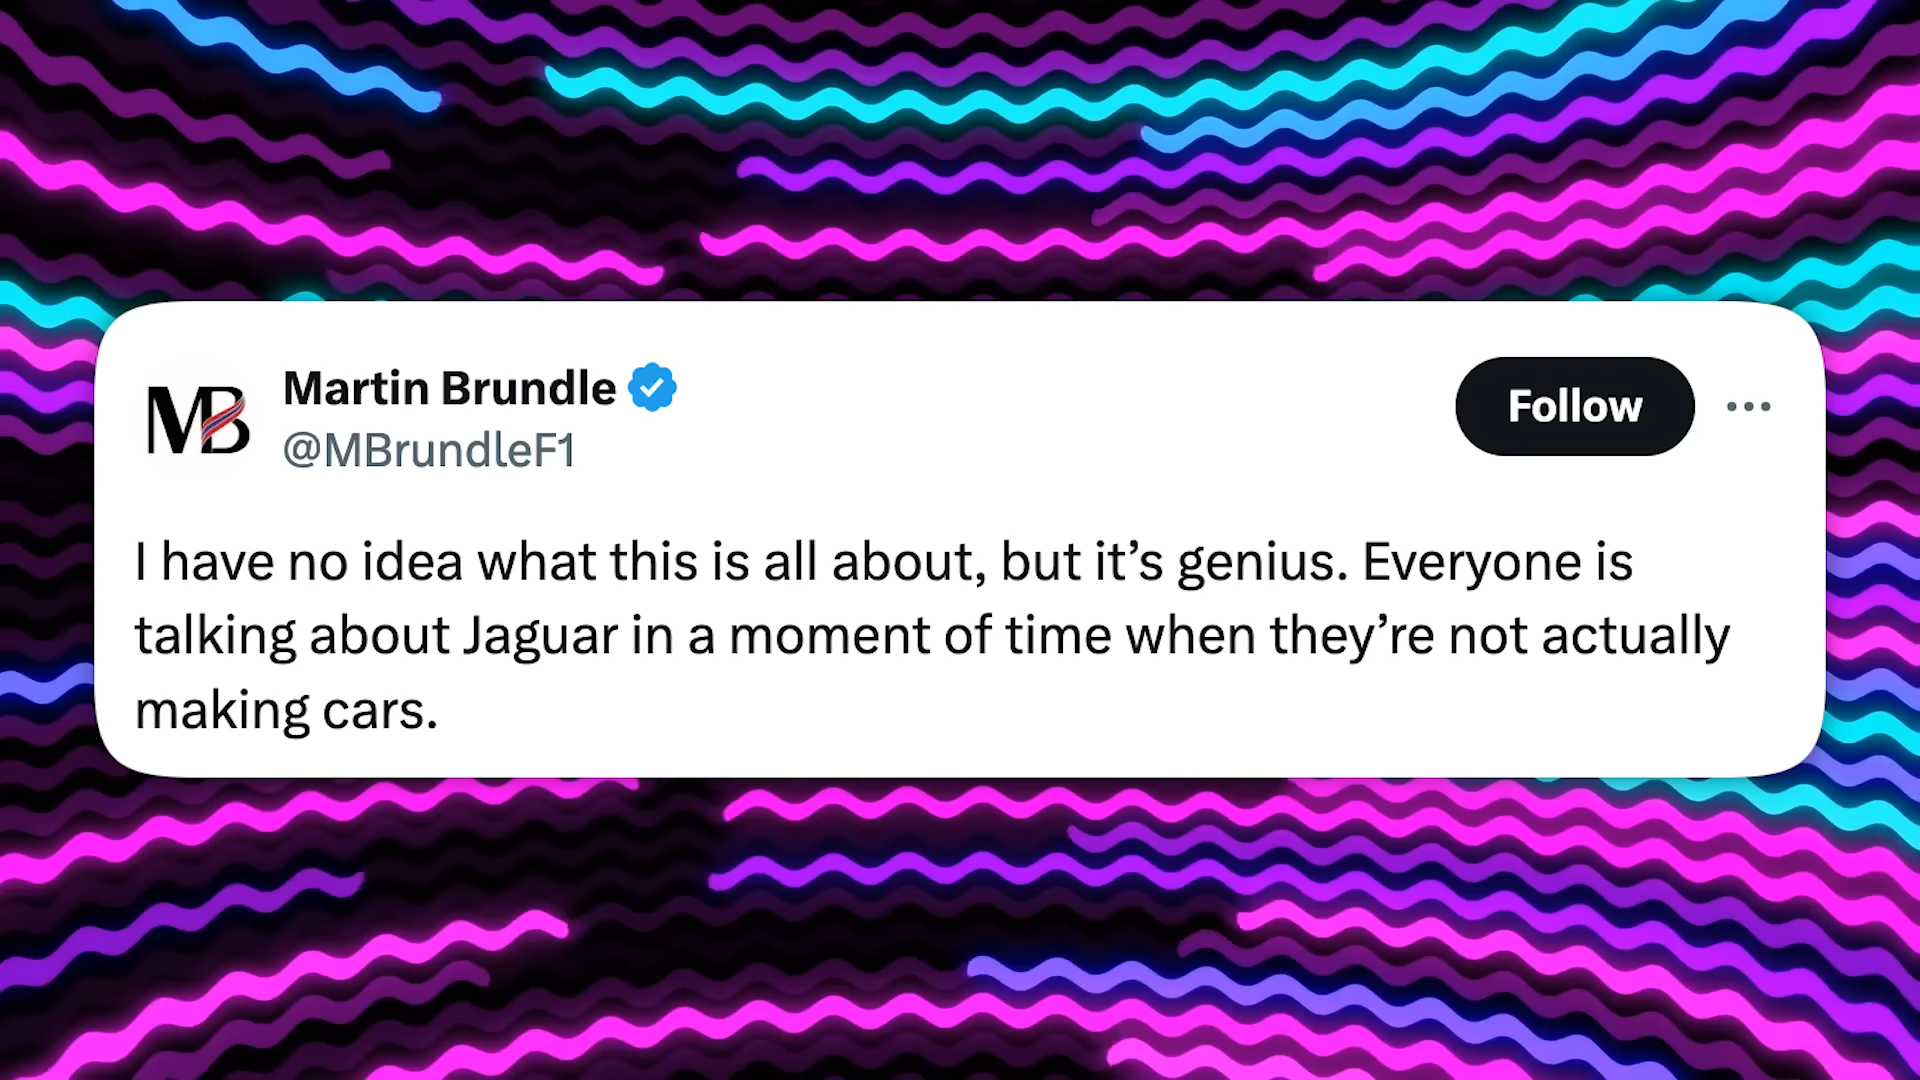 MB
Martin Brundle
@MBrundleF1
Follow
I have no idea what this is all about, but it’s genius. Everyone is
talking about Jaguar in a moment of time when they’re not actually
making cars.